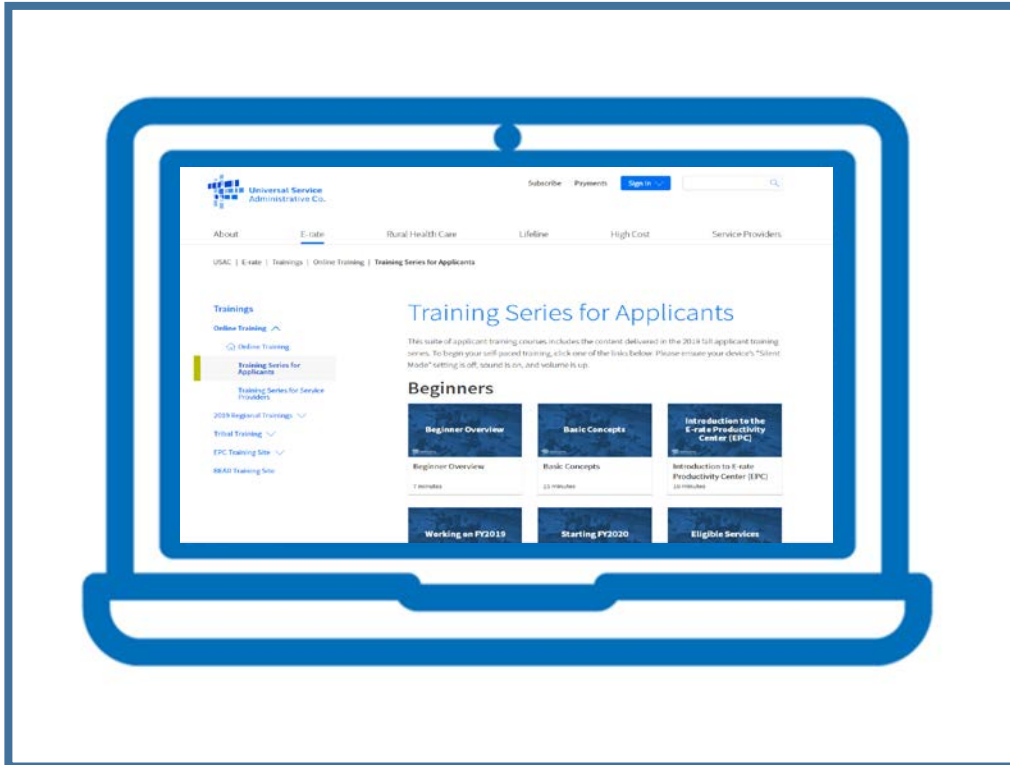 Universal Service
Administrative Co.
Subscribe Payments Sign In
About E-rate Rural Health Care Lifeline High Cost Service Providers
USAC | E-rate | Trainings | Online Training | Training Series for Applicants
Trainings
Online Training
Online Training
Training Series for
Applicants
Training Series for Service
Providers
2019 Regional Trainings
Tribal Training
EPC Training Site
BEAR Training Site
Training Series for Applicants
This suite of applicant training courses includes the content delivered in the 2019 fall applicant training
series. To begin your self-paced training, click one of the links below. Please ensure your device's "Silent
Mode" setting is off, sound is on, and volume is up.
Beginners
Beginner Overview
Basic Concepts
Introduction to the
E-rate Productivity
Center (EPC)
Beginner Overview
7 minutes
Basic Concepts
minutes
Introduction to E-rate
Productivity Center (EPC)
minutes
Working on FY2019
Starting FY2020
Eligible Services